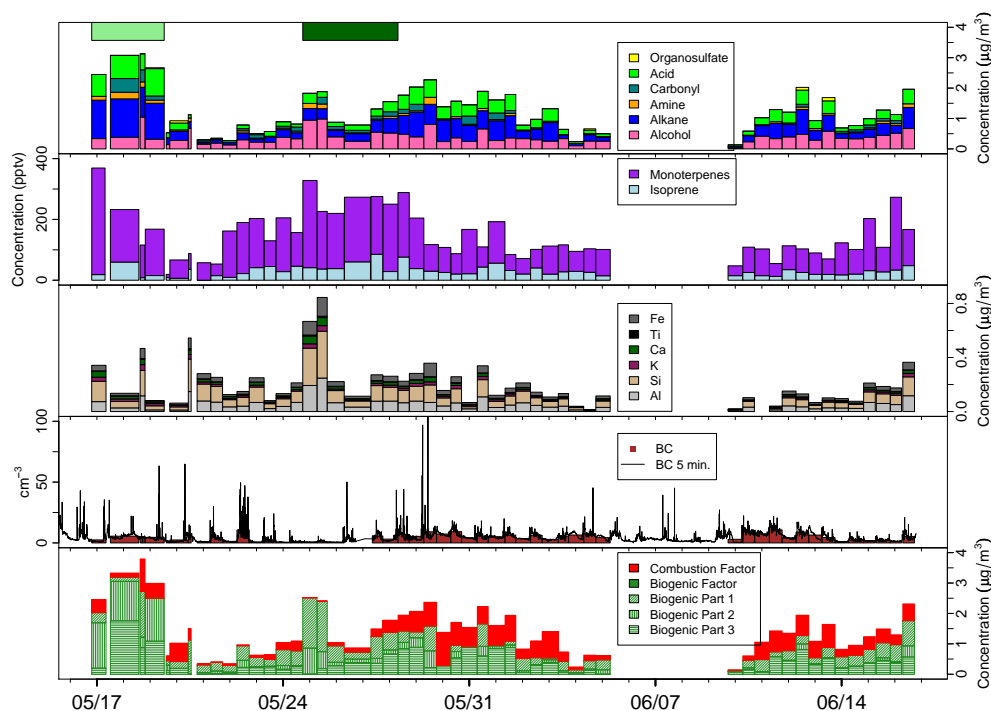 Concentration (μg/m³)
0 1 2 3 4
Organosulfate
Acid
Carbonyl
Amine
Alkane
Alcohol
Concentration (pptv)
0 200 400
Monoterpenes
Isoprene
Concentration (μg/m³)
0.0 0.4 0.8
Fe
Ti
Ca
K
Si
Al
cm⁻³
0 50 100
BC
BC 5 min.
Concentration (μg/m³)
0 1 2 3 4
Combustion Factor
Biogenic Factor
Biogenic Part 1
Biogenic Part 2
Biogenic Part 3
05/17 05/24 05/31 06/07 06/14